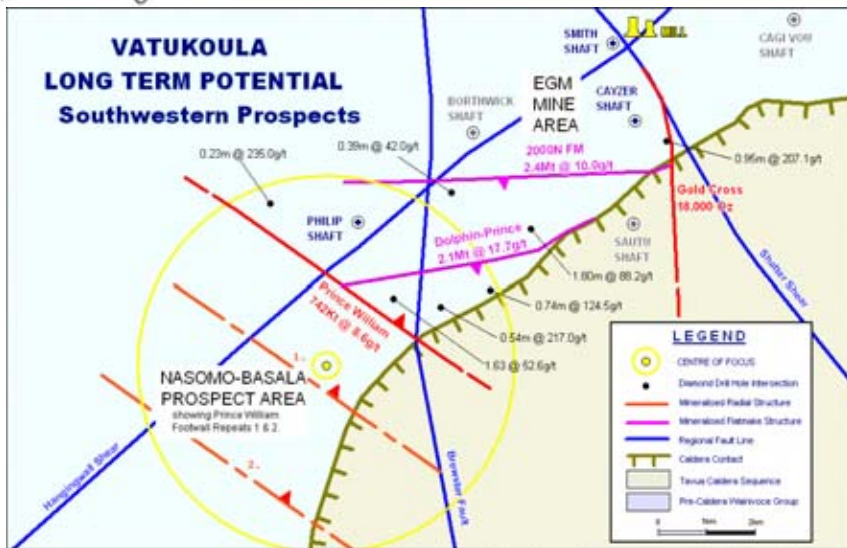 VATUKOULA
LONG TERM POTENTIAL
Southwestern Prospects
SMITH
SHAFT
MILL
CAGI VOU
SHAFT
EGM
MINE
AREA
BORTHWICK
SHAFT
CAYZER
SHAFT
0.23m @ 235.0g/t
0.39m @ 42.0g/t
2000N FM
2.4Mt @ 10.0g/t
0.95m @ 207.1g/t
Gold Cross
18,000 Oz
PHILIP
SHAFT
Dolphin-Prince
2.1Mt @ 17.7g/t
SAUTH
SHAFT
1.80m @ 88.2g/t
Shatter Shear
Prince William
742Kt @ 8.6g/t
0.74m @ 124.5g/t
0.54m @ 217.0g/t
1.63 @ 52.6g/t
1.
NASOMO-BASALA
PROSPECT AREA
showing Prince William
Footwall Repeats 1 & 2.
2.
Hangingwall Shear
Brewster Fault
LEGEND
CENTRE OF FOCUS
Diamond Drill Hole Intersection
Mineralised Radial Structure
Mineralised Flatmake Structure
Regional Fault Line
Caldera Contact
Tavua Caldera Sequence
Pre-Caldera Group
0 1km 2km